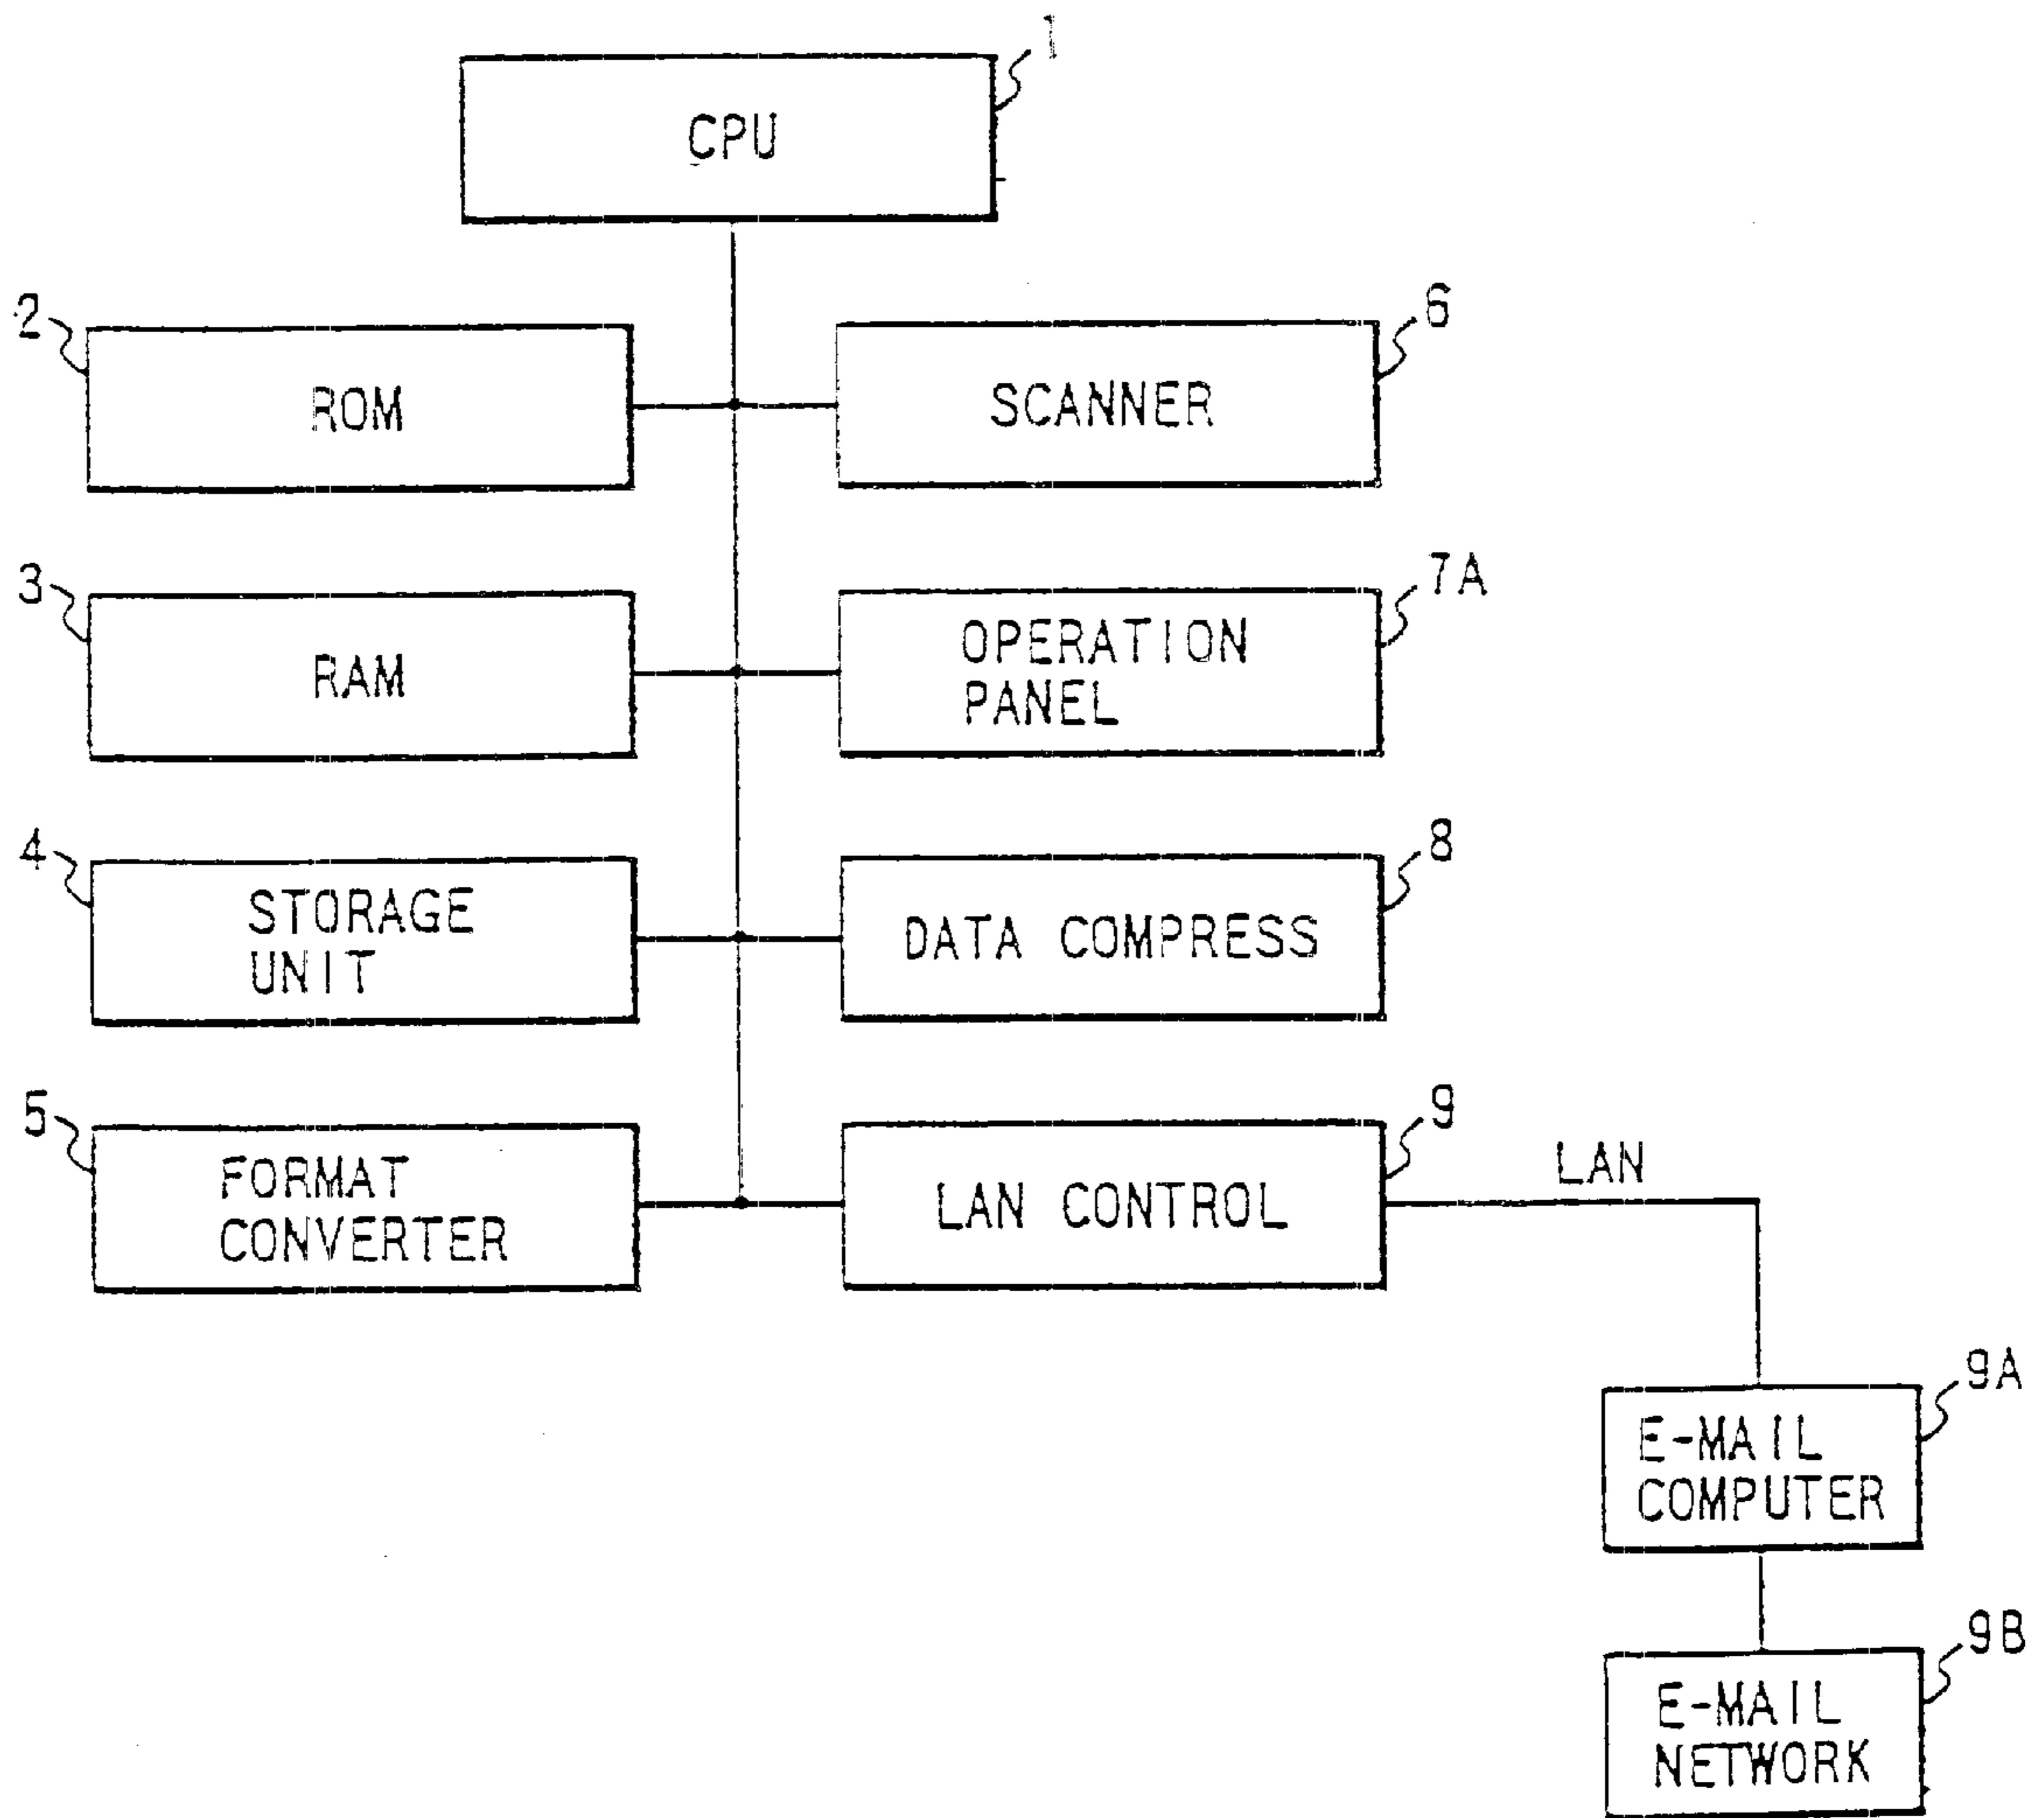 1
CPU
2
ROM
6
SCANNER
3
RAM
7A
OPERATION
PANEL
4
STORAGE
UNIT
8
DATA COMPRESS
5
FORMAT
CONVERTER
9
LAN CONTROL
LAN
9A
E-MAIL
COMPUTER
9B
E-MAIL
NETWORK